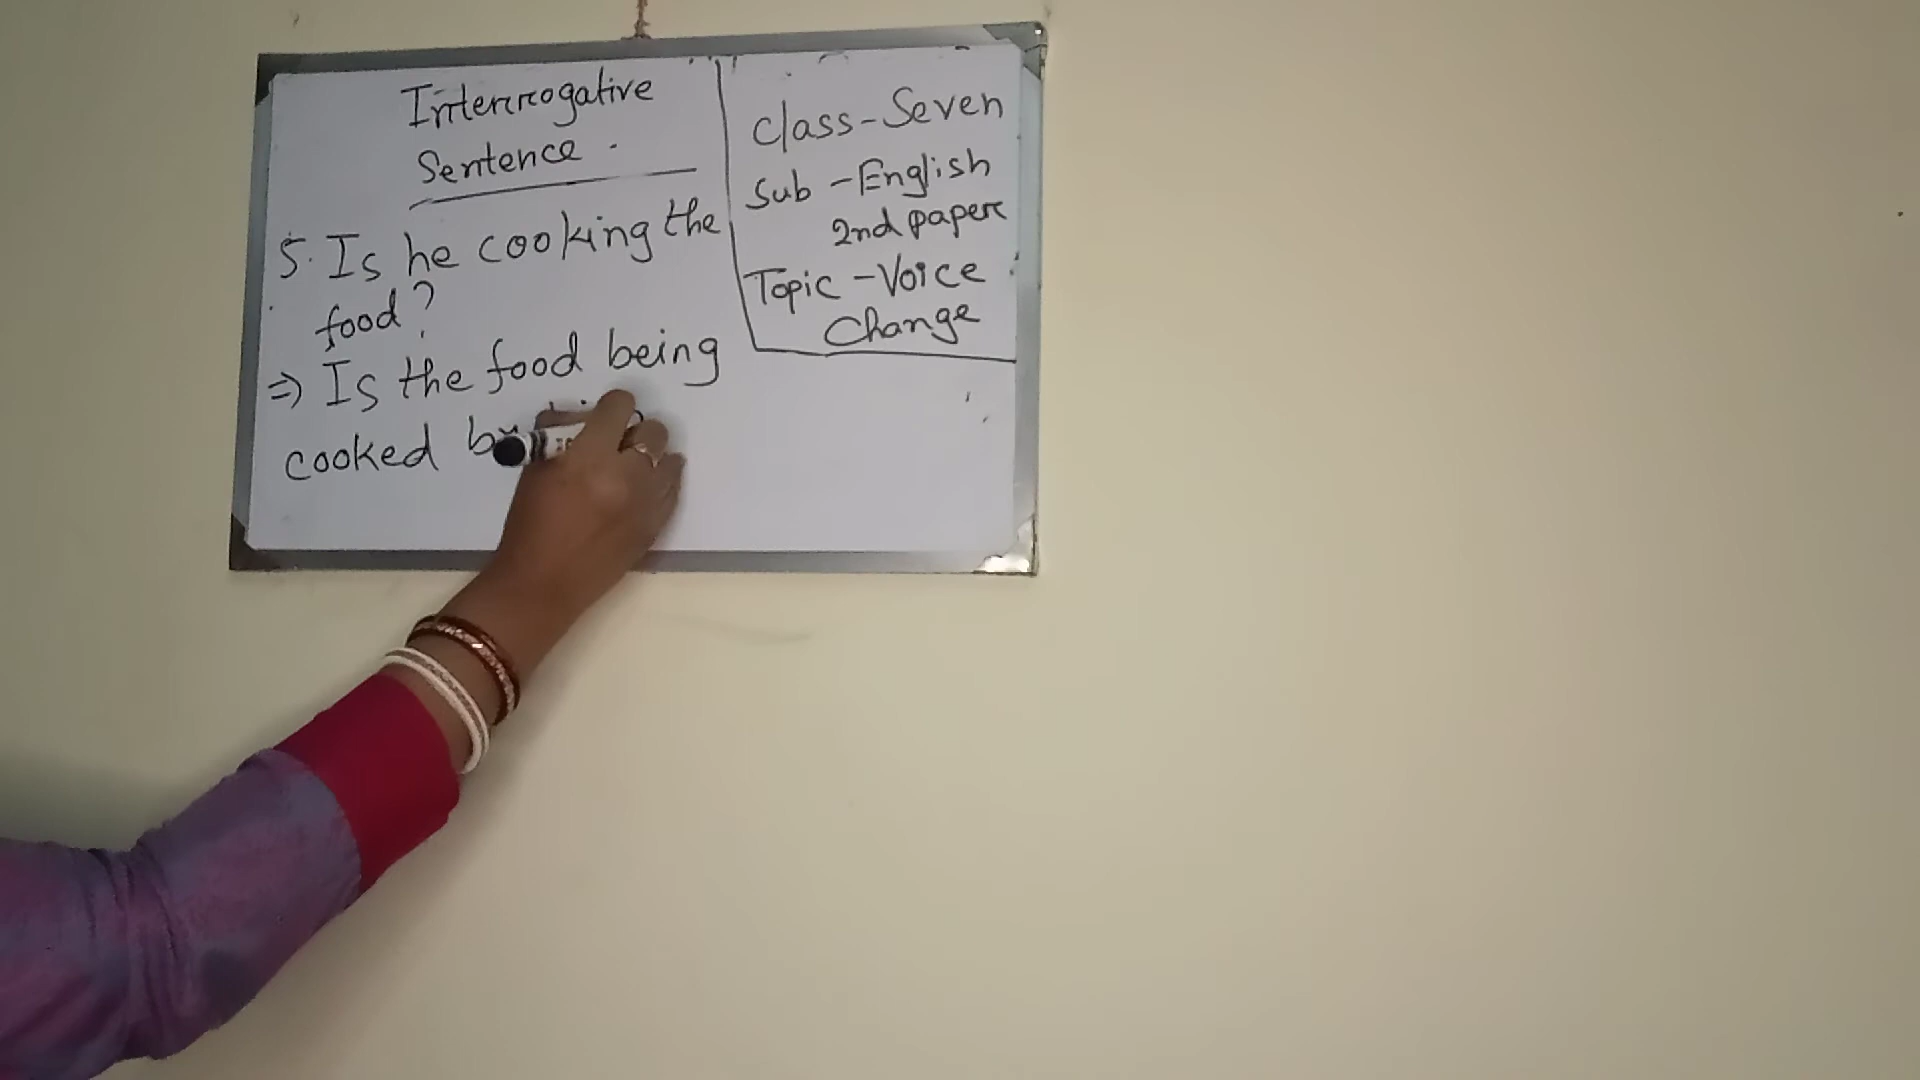 Interrogative
Sentence.
5. Is he cooking the
food?
⇒ Is the food being
cooked by
Class-Seven
Sub-English
2nd paper
Topic-Voice
Change